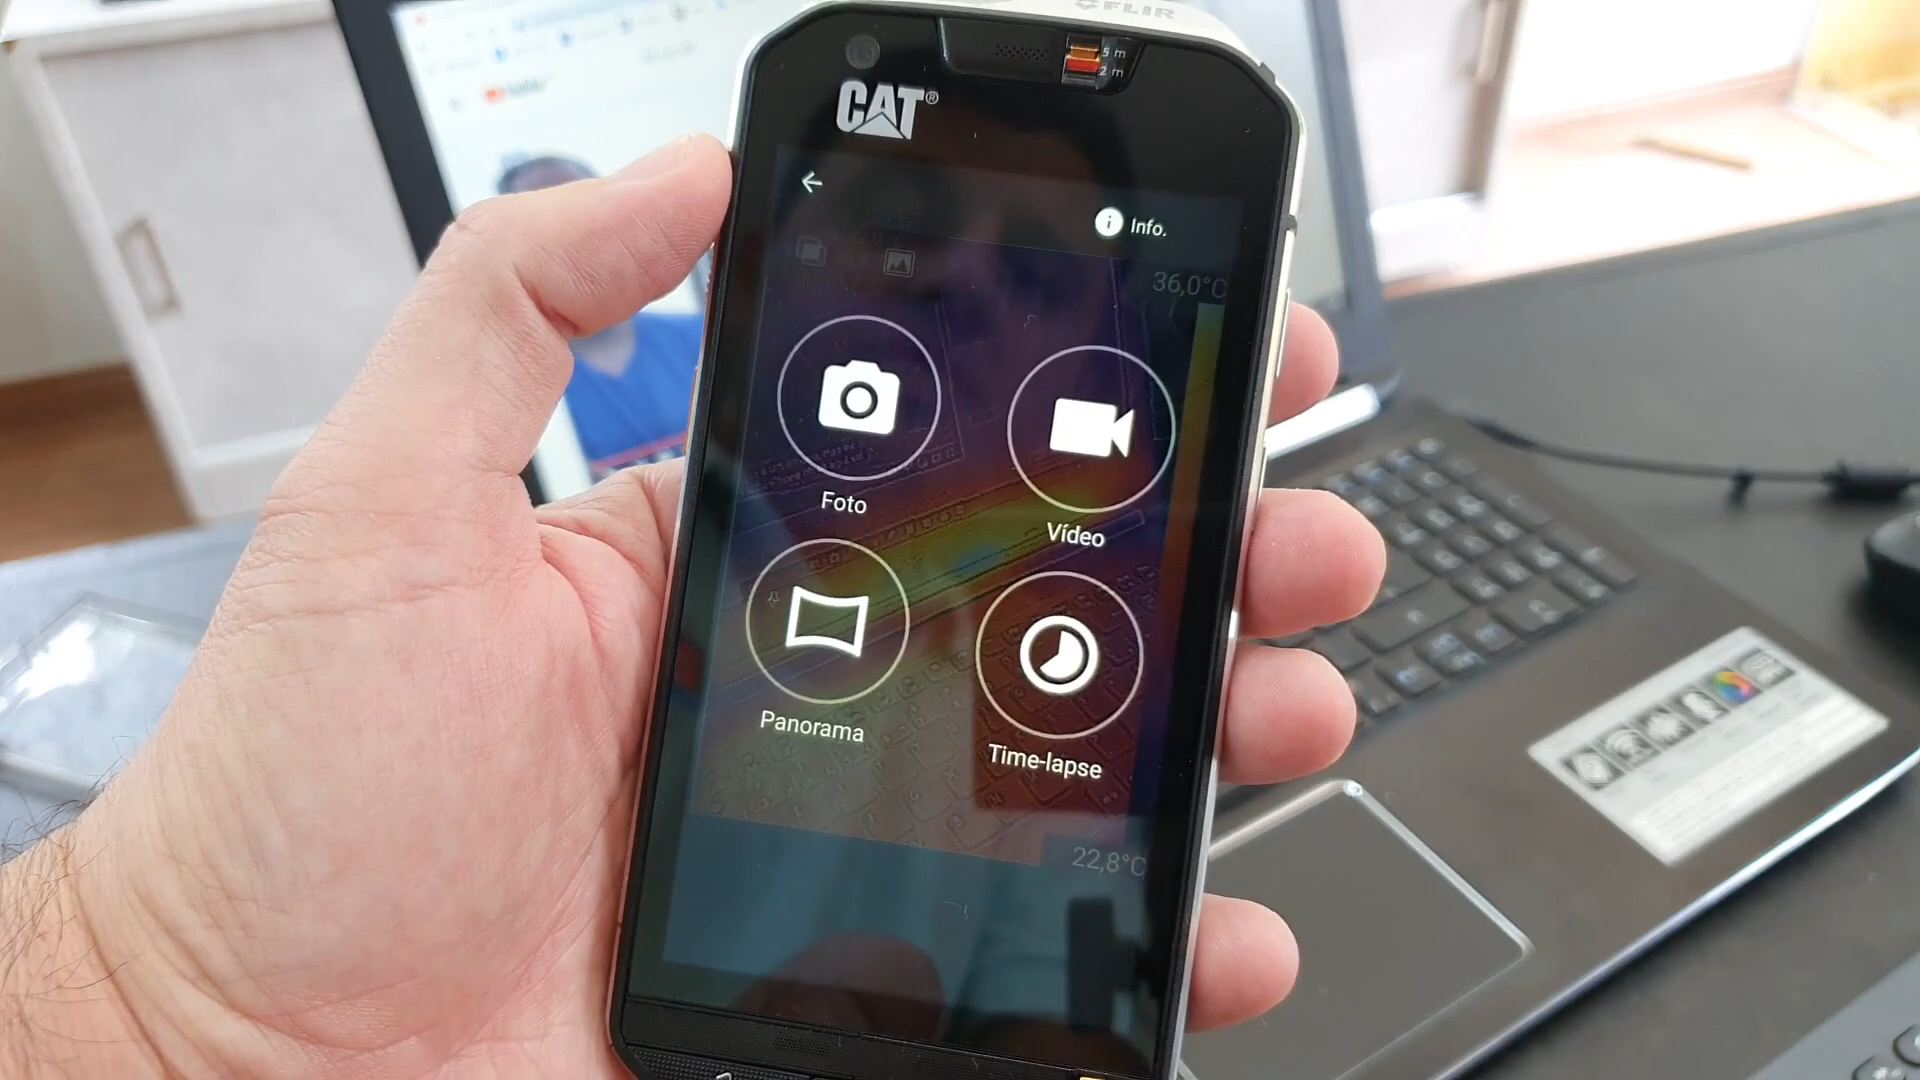 FLIR
5 m
2 m
CAT®
Info.
36,0°C
Foto
Vídeo
Panorama
Time-lapse
22,8°C